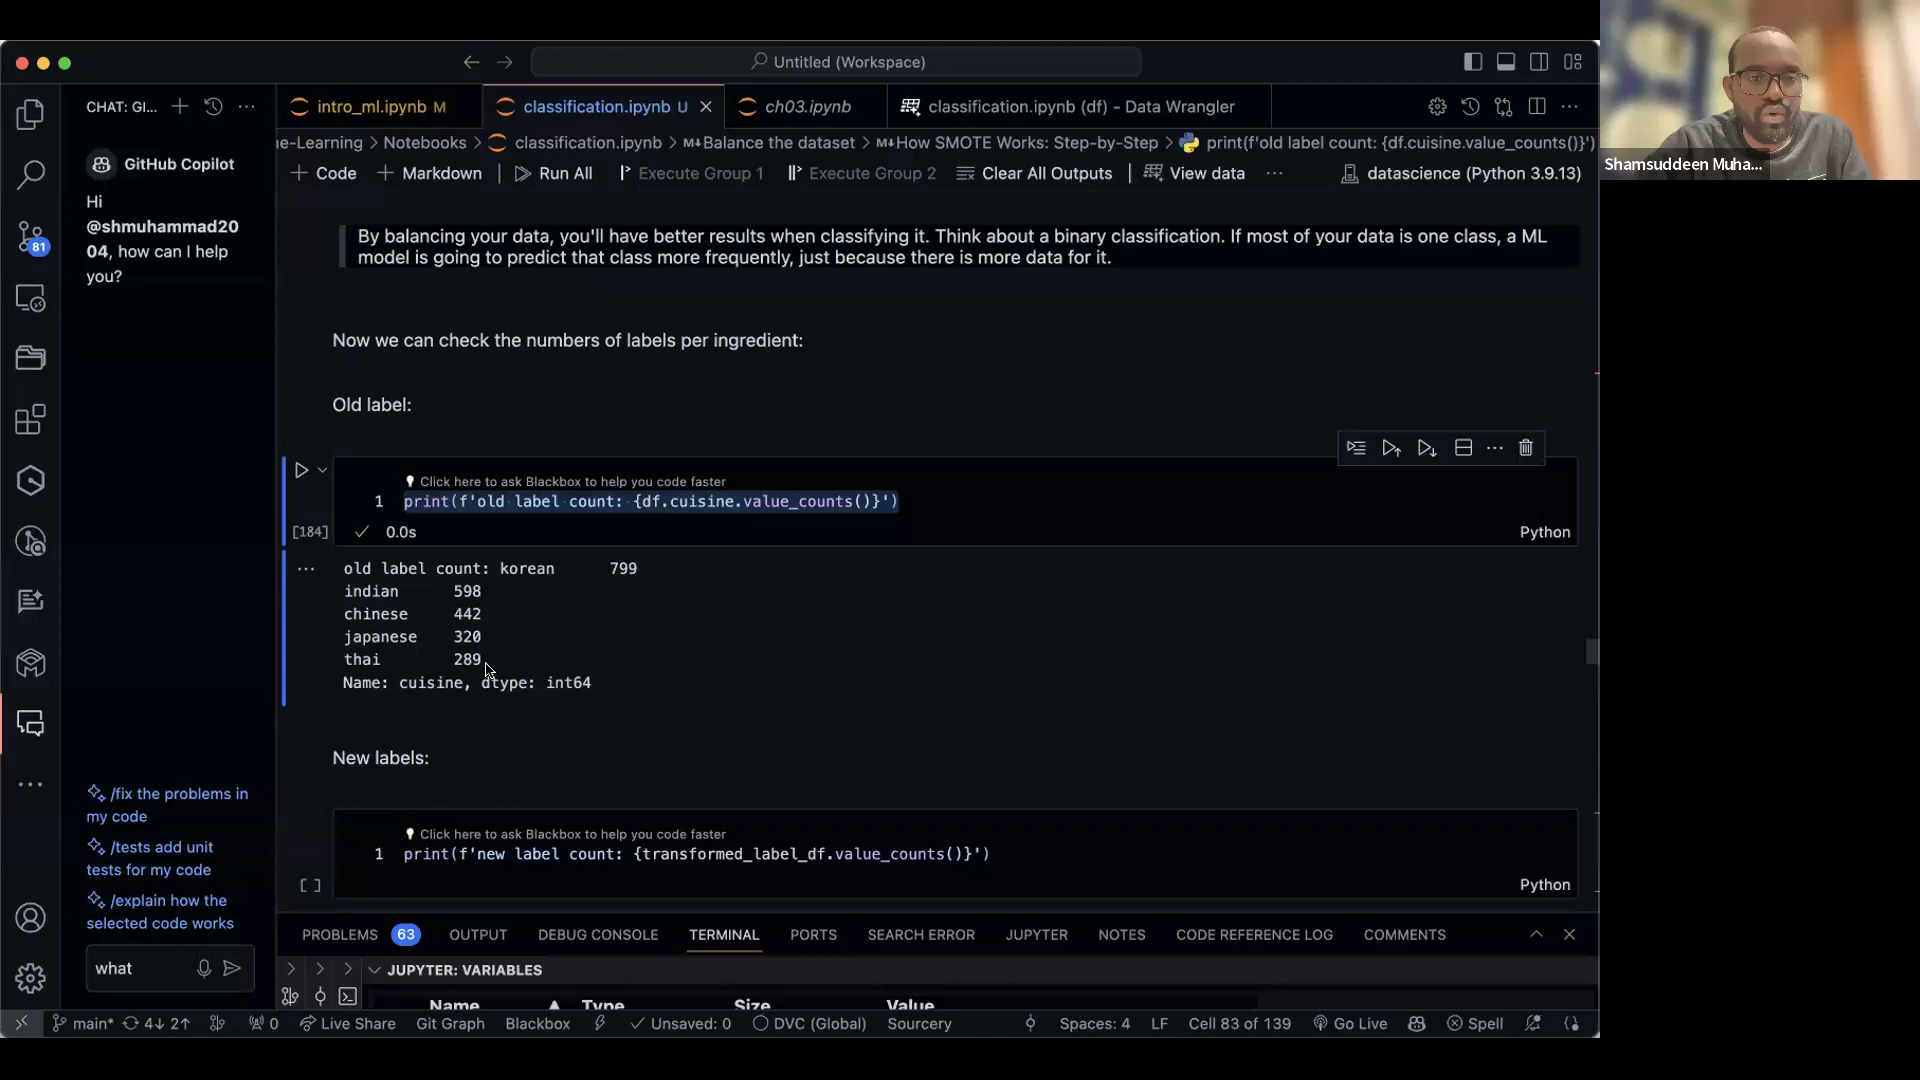 Untitled (Workspace)
CHAT: GI...
intro_ml.ipynb M
classification.ipynb U
ch03.ipynb
classification.ipynb (df) - Data Wrangler
ne-Learning > Notebooks > classification.ipynb > M↓Balance the dataset > M↓How SMOTE Works: Step-by-Step > print(f'old label count: {df.cuisine.value_counts()}')
+ Code + Markdown Run All Execute Group 1 Execute Group 2 Clear All Outputs View data ... datascience (Python 3.9.13)
GitHub Copilot
Hi
@shmuhammad20
04, how can I help
you?
81
By balancing your data, you'll have better results when classifying it. Think about a binary classification. If most of your data is one class, a ML
model is going to predict that class more frequently, just because there is more data for it.
Now we can check the numbers of labels per ingredient:
Old label:
Click here to ask Blackbox to help you code faster
1 print(f'old label count: {df.cuisine.value_counts()}')
[184] 0.0s Python
old label count: korean 799
indian 598
chinese 442
japanese 320
thai 289
Name: cuisine, dtype: int64
New labels:
Click here to ask Blackbox to help you code faster
1 print(f'new label count: {transformed_label_df.value_counts()}')
[ ] Python
/fix the problems in
my code
/tests add unit
tests for my code
/explain how the
selected code works
what
PROBLEMS 63 OUTPUT DEBUG CONSOLE TERMINAL PORTS SEARCH ERROR JUPYTER NOTES CODE REFERENCE LOG COMMENTS
JUPYTER: VARIABLES
Name Type Size Value
main* 4↓ 2↑ 0 Live Share Git Graph Blackbox Unsaved: 0 DVC (Global) Sourcery Spaces: 4 LF Cell 83 of 139 Go Live Spell
Shamsuddeen Muha...